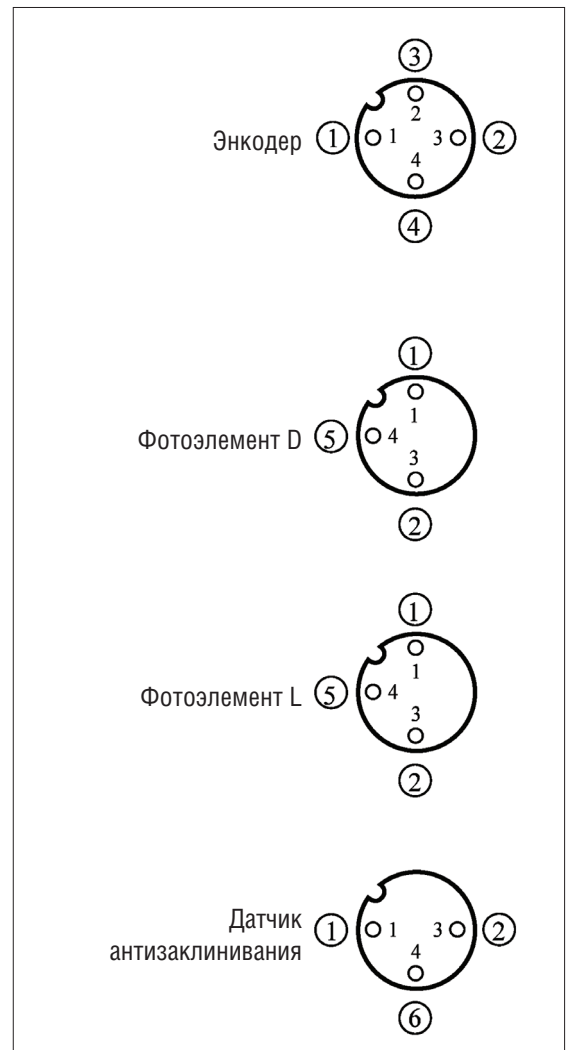 ③
2
Энкодер ① 1 3 ②
4
④
①
1
Фотоэлемент D ⑤ 4
3
②
①
1
Фотоэлемент L ⑤ 4
3
②
Датчик
антизаклинивания
① 1 3 ②
4
⑥